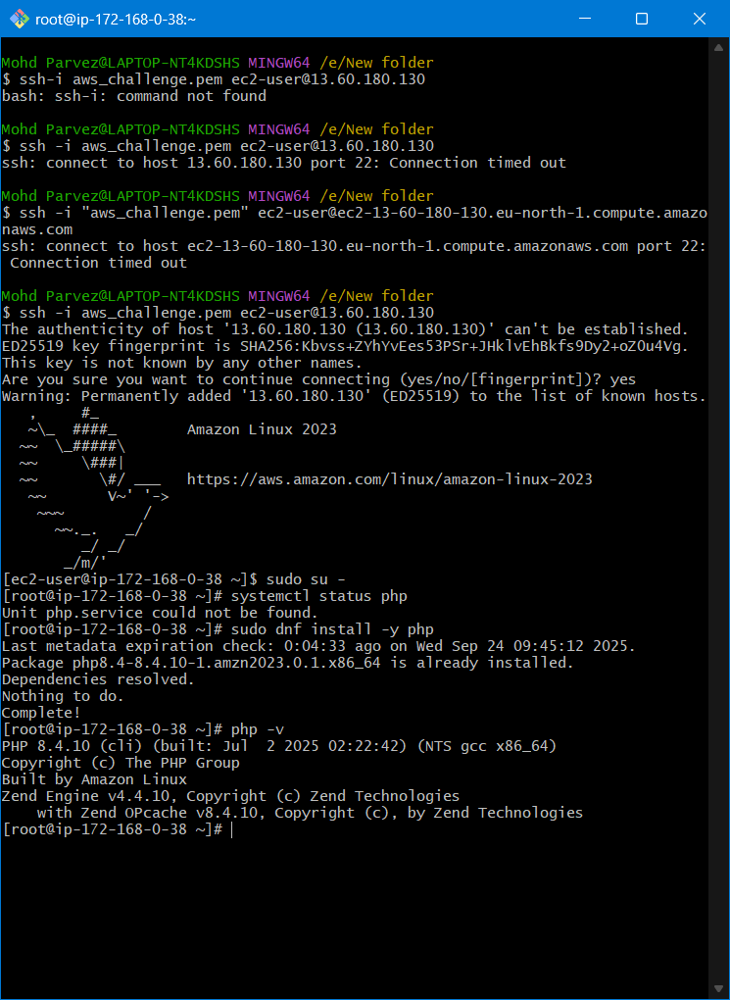 root@ip-172-168-0-38:~
Mohd Parvez@LAPTOP-NT4KDSHS MINGW64 /e/New folder
$ ssh-i aws_challenge.pem ec2-user@13.60.180.130
bash: ssh-i: command not found
Mohd Parvez@LAPTOP-NT4KDSHS MINGW64 /e/New folder
$ ssh -i aws_challenge.pem ec2-user@13.60.180.130
ssh: connect to host 13.60.180.130 port 22: Connection timed out
Mohd Parvez@LAPTOP-NT4KDSHS MINGW64 /e/New folder
$ ssh -i "aws_challenge.pem" ec2-user@ec2-13-60-180-130.eu-north-1.compute.amazo
naws.com
ssh: connect to host ec2-13-60-180-130.eu-north-1.compute.amazonaws.com port 22:
 Connection timed out
Mohd Parvez@LAPTOP-NT4KDSHS MINGW64 /e/New folder
$ ssh -i aws_challenge.pem ec2-user@13.60.180.130
The authenticity of host '13.60.180.130 (13.60.180.130)' can't be established.
ED25519 key fingerprint is SHA256:Kbvss+ZYhYvEes53PSr+JHklvEhBkfs9Dy2+oZ0u4Vg.
This key is not known by any other names.
Are you sure you want to continue connecting (yes/no/[fingerprint])? yes
Warning: Permanently added '13.60.180.130' (ED25519) to the list of known hosts.
   ,     #_
   ~\_  ####_        Amazon Linux 2023
  ~~  \_#####\
  ~~     \###|
  ~~       \#/ ___   https://aws.amazon.com/linux/amazon-linux-2023
   ~~       V~' '->
    ~~~         /
      ~~._.   _/
         _/ _/
       _/m/'
[ec2-user@ip-172-168-0-38 ~]$ sudo su -
[root@ip-172-168-0-38 ~]# systemctl status php
Unit php.service could not be found.
[root@ip-172-168-0-38 ~]# sudo dnf install -y php
Last metadata expiration check: 0:04:33 ago on Wed Sep 24 09:45:12 2025.
Package php8.4-8.4.10-1.amzn2023.0.1.x86_64 is already installed.
Dependencies resolved.
Nothing to do.
Complete!
[root@ip-172-168-0-38 ~]# php -v
PHP 8.4.10 (cli) (built: Jul  2 2025 02:22:42) (NTS gcc x86_64)
Copyright (c) The PHP Group
Built by Amazon Linux
Zend Engine v4.4.10, Copyright (c) Zend Technologies
    with Zend OPcache v8.4.10, Copyright (c), by Zend Technologies
[root@ip-172-168-0-38 ~]#